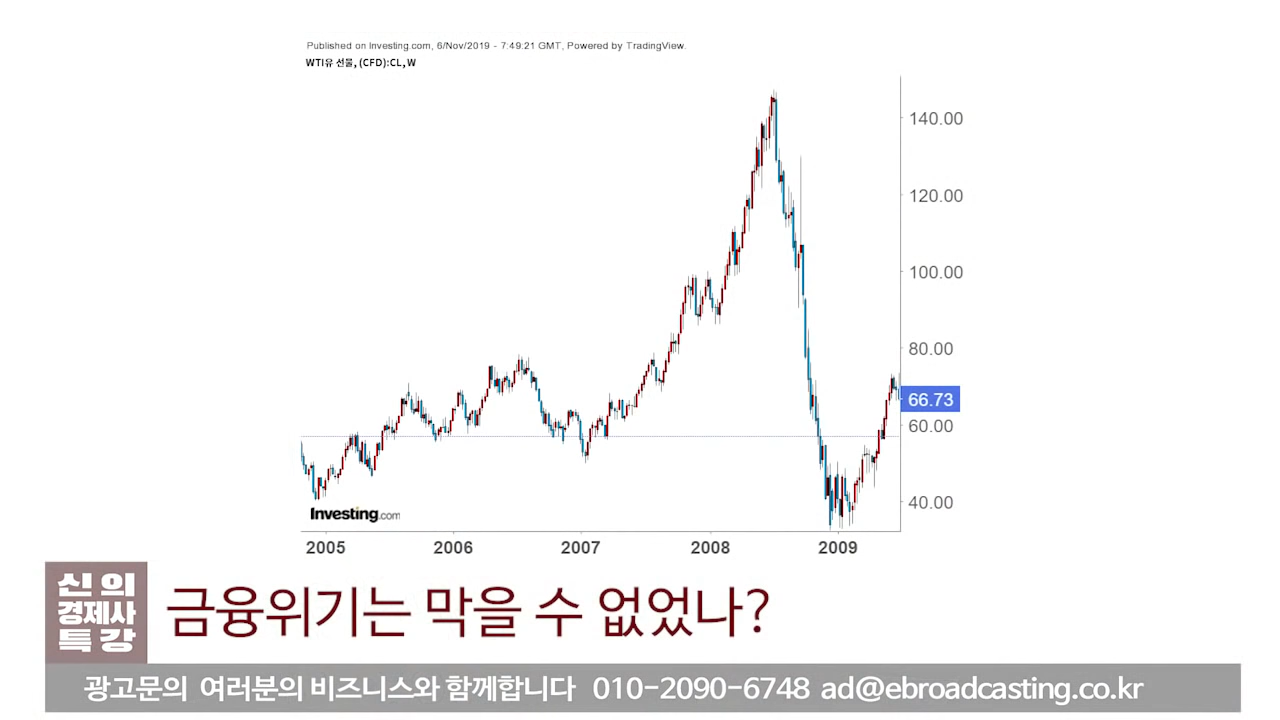 Published on Investing.com, 6/Nov/2019 - 7:49:21 GMT, Powered by TradingView.
WTI유 선물, (CFD):CL, W
140.00
120.00
100.00
80.00
66.73
60.00
40.00
Investing.com
2005 2006 2007 2008 2009
신의
경제사
특강
금융위기는 막을 수 없었나?
광고문의 여러분의 비즈니스와 함께합니다 010-2090-6748 ad@ebroadcasting.co.kr